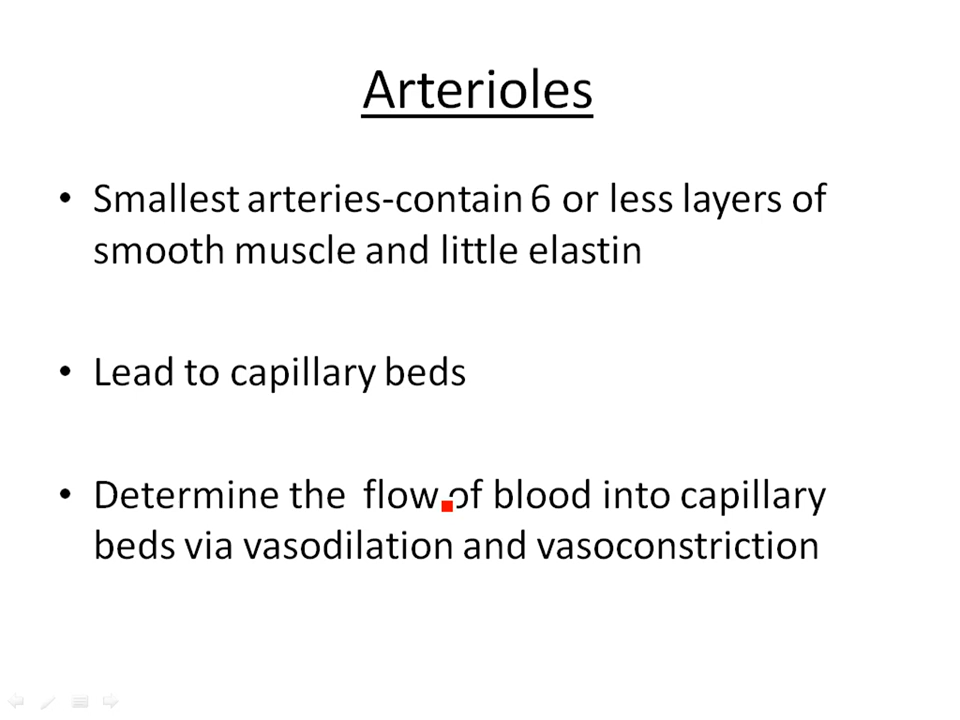 Arterioles
• Smallest arteries-contain 6 or less layers of
smooth muscle and little elastin
• Lead to capillary beds
• Determine the flow of blood into capillary
beds via vasodilation and vasoconstriction